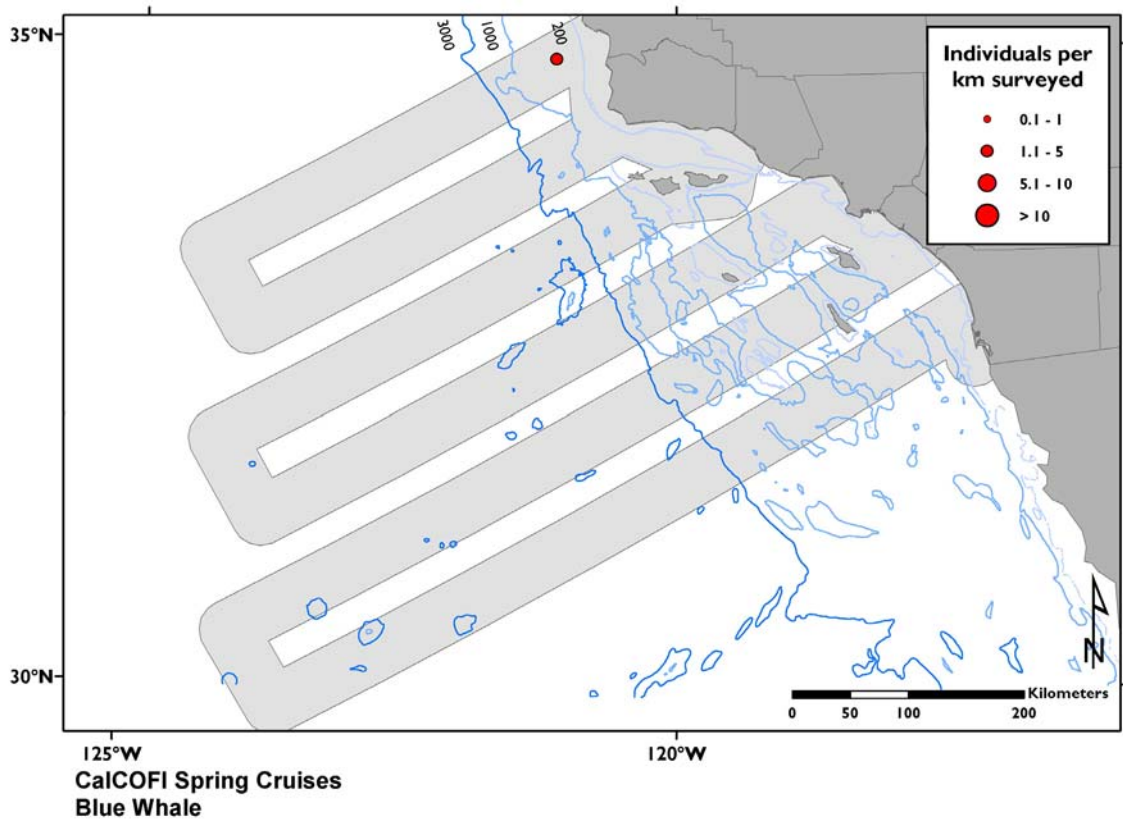 35°N
3000
1000
200
Individuals per
km surveyed
0.1 - 1
1.1 - 5
5.1 - 10
> 10
30°N
N
Kilometers
0 50 100 200
125°W 120°W
CalCOFI Spring Cruises
Blue Whale